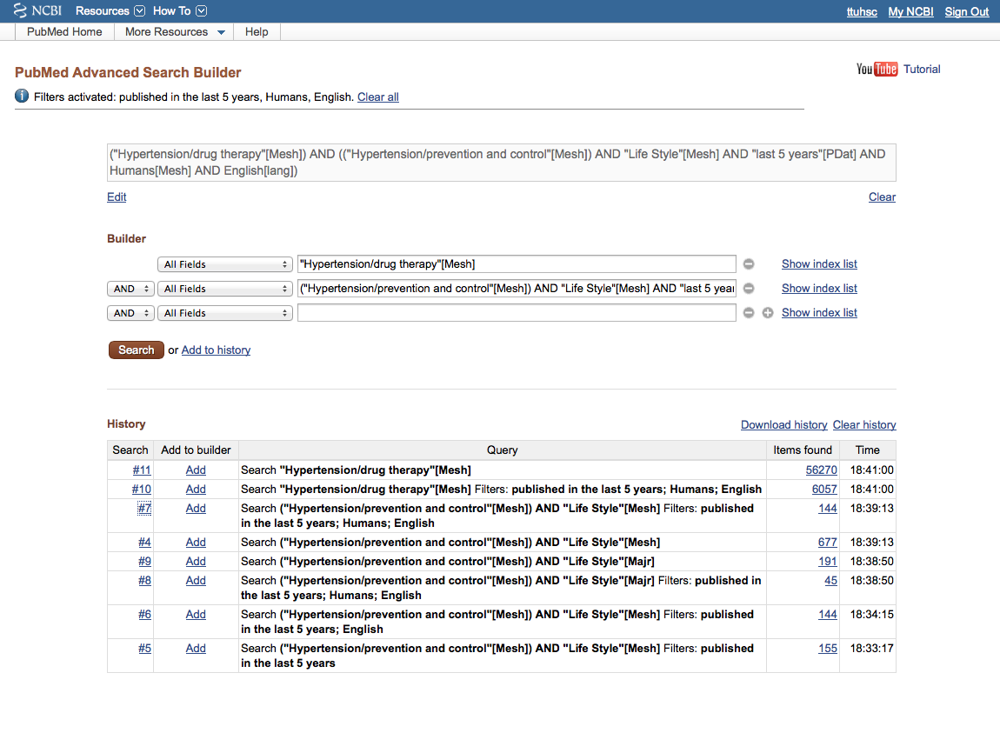 NCBI Resources How To ttuhsc My NCBI Sign Out
PubMed Home More Resources Help
PubMed Advanced Search Builder YouTube Tutorial
Filters activated: published in the last 5 years, Humans, English. Clear all
("Hypertension/drug therapy"[Mesh]) AND (("Hypertension/prevention and control"[Mesh]) AND "Life Style"[Mesh] AND "last 5 years"[PDat] AND
Humans[Mesh] AND English[lang])
Edit Clear
Builder
All Fields "Hypertension/drug therapy"[Mesh] Show index list
AND All Fields ("Hypertension/prevention and control"[Mesh]) AND "Life Style"[Mesh] AND "last 5 year Show index list
AND All Fields Show index list
Search or Add to history
History Download history Clear history
Search Add to builder Query Items found Time
#11 Add Search "Hypertension/drug therapy"[Mesh] 56270 18:41:00
#10 Add Search "Hypertension/drug therapy"[Mesh] Filters: published in the last 5 years; Humans; English 6057 18:41:00
#7 Add Search ("Hypertension/prevention and control"[Mesh]) AND "Life Style"[Mesh] Filters: published 144 18:39:13
in the last 5 years; Humans; English
#4 Add Search ("Hypertension/prevention and control"[Mesh]) AND "Life Style"[Mesh] 677 18:39:13
#9 Add Search ("Hypertension/prevention and control"[Mesh]) AND "Life Style"[Majr] 191 18:38:50
#8 Add Search ("Hypertension/prevention and control"[Mesh]) AND "Life Style"[Majr] Filters: published in 45 18:38:50
the last 5 years; Humans; English
#6 Add Search ("Hypertension/prevention and control"[Mesh]) AND "Life Style"[Mesh] Filters: published 144 18:34:15
in the last 5 years; English
#5 Add Search ("Hypertension/prevention and control"[Mesh]) AND "Life Style"[Mesh] Filters: published 155 18:33:17
in the last 5 years